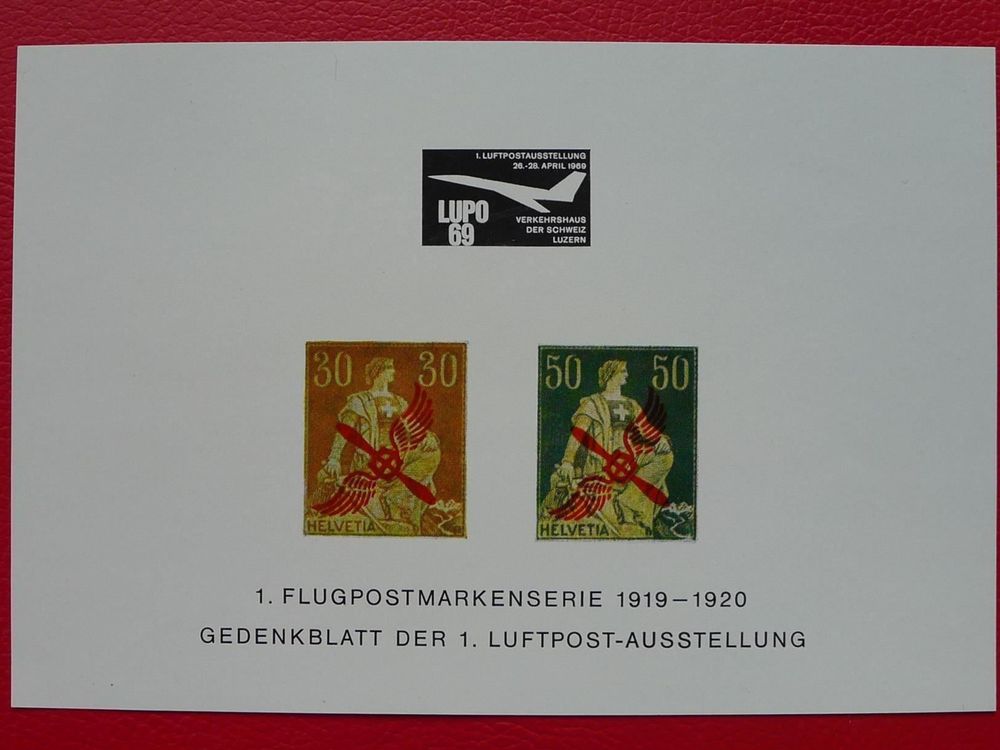 1. LUFTPOSTAUSSTELLUNG
26.-28. APRIL 1969
LUPO
69
VERKEHRSHAUS
DER SCHWEIZ
LUZERN
30 30
HELVETIA
50 50
HELVETIA
1. FLUGPOSTMARKENSERIE 1919–1920
GEDENKBLATT DER 1. LUFTPOST-AUSSTELLUNG